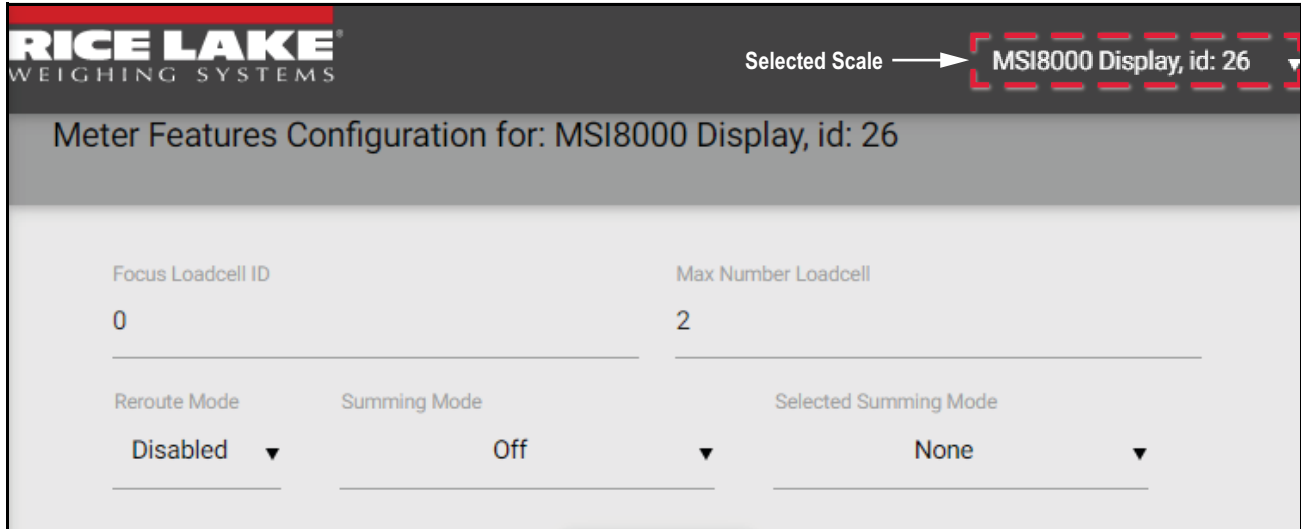 RICE LAKE®
WEIGHING SYSTEMS
Selected Scale
MSI8000 Display, id: 26
Meter Features Configuration for: MSI8000 Display, id: 26
Focus Loadcell ID
Max Number Loadcell
0
2
Reroute Mode
Summing Mode
Selected Summing Mode
Disabled
Off
None